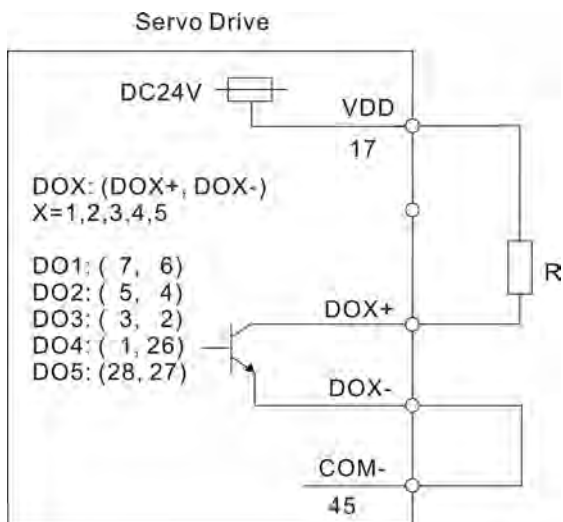 Servo Drive
DC24V
VDD
17
DOX: (DOX+, DOX-)
X=1,2,3,4,5
DO1: ( 7, 6)
DO2: ( 5, 4)
DO3: ( 3, 2)
DO4: ( 1, 26)
DO5: (28, 27)
R
DOX+
DOX-
COM-
45